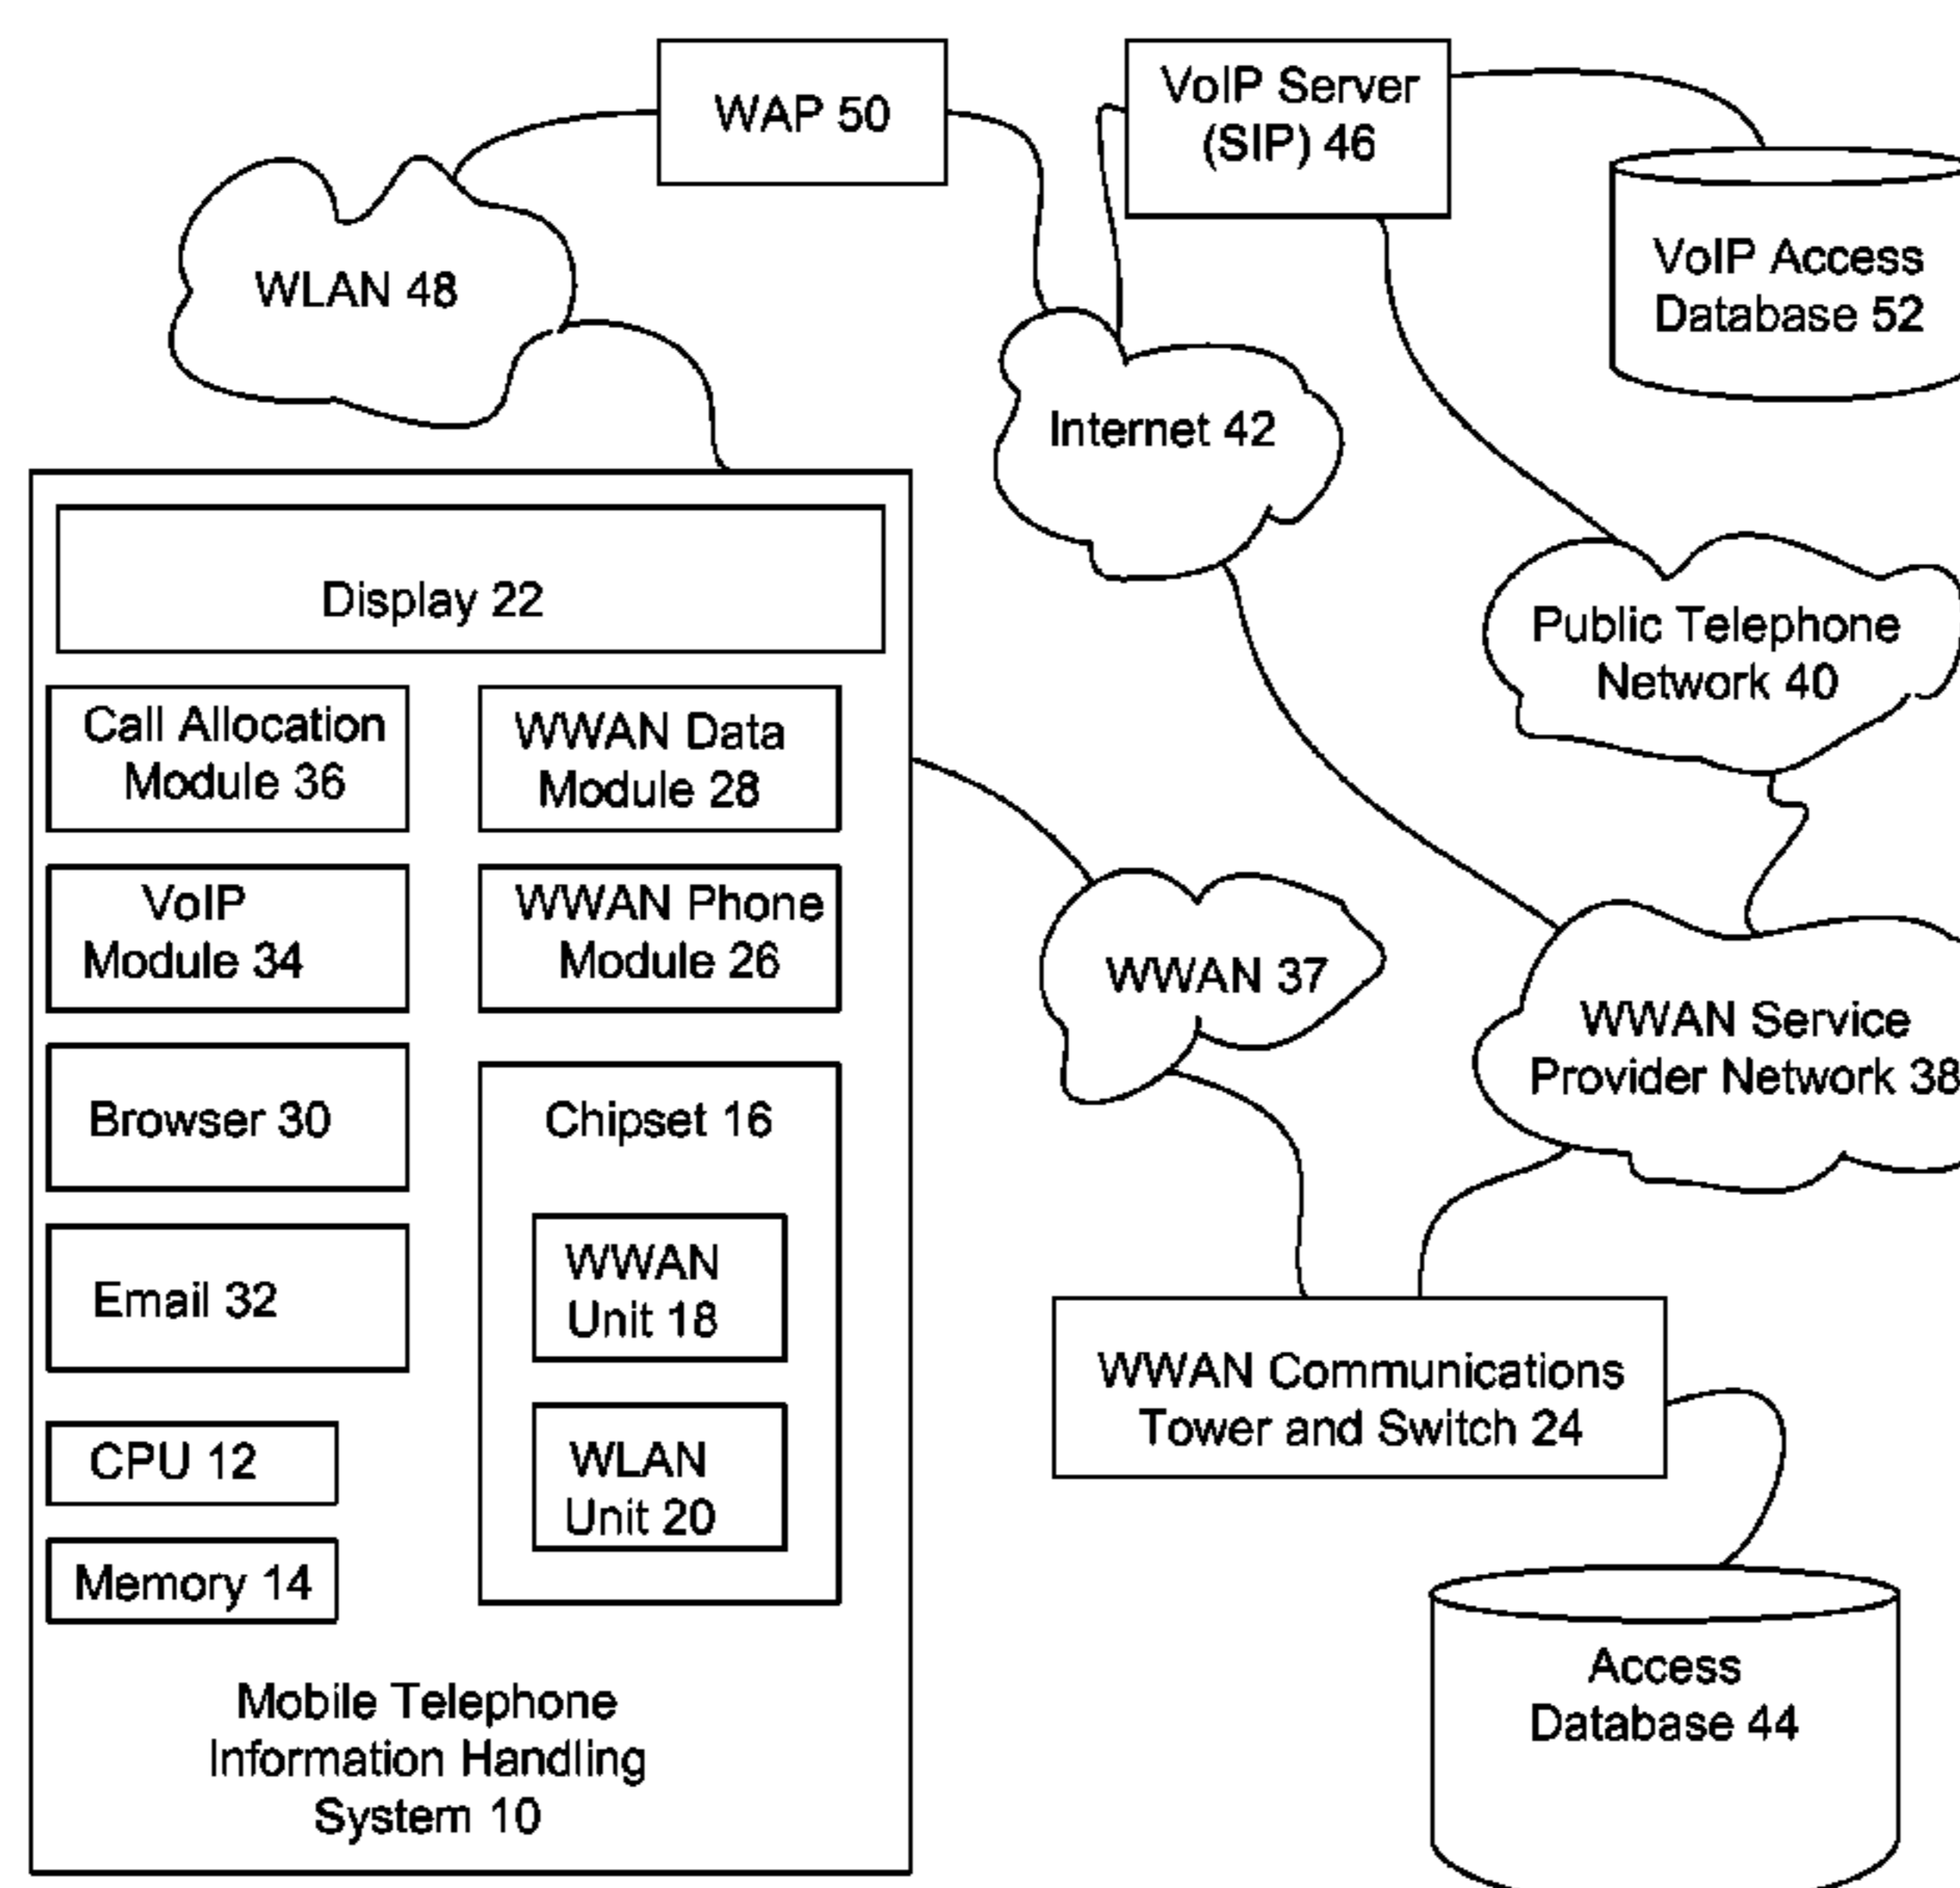 WAP 50
VoIP Server
(SIP) 46
WLAN 48
VoIP Access
Database 52
Internet 42
Display 22
Public Telephone
Network 40
Call Allocation
Module 36
WWAN Data
Module 28
VoIP
Module 34
WWAN Phone
Module 26
WWAN 37
WWAN Service
Provider Network 38
Browser 30
Chipset 16
Email 32
WWAN
Unit 18
WWAN Communications
Tower and Switch 24
CPU 12
WLAN
Unit 20
Memory 14
Access
Database 44
Mobile Telephone
Information Handling
System 10